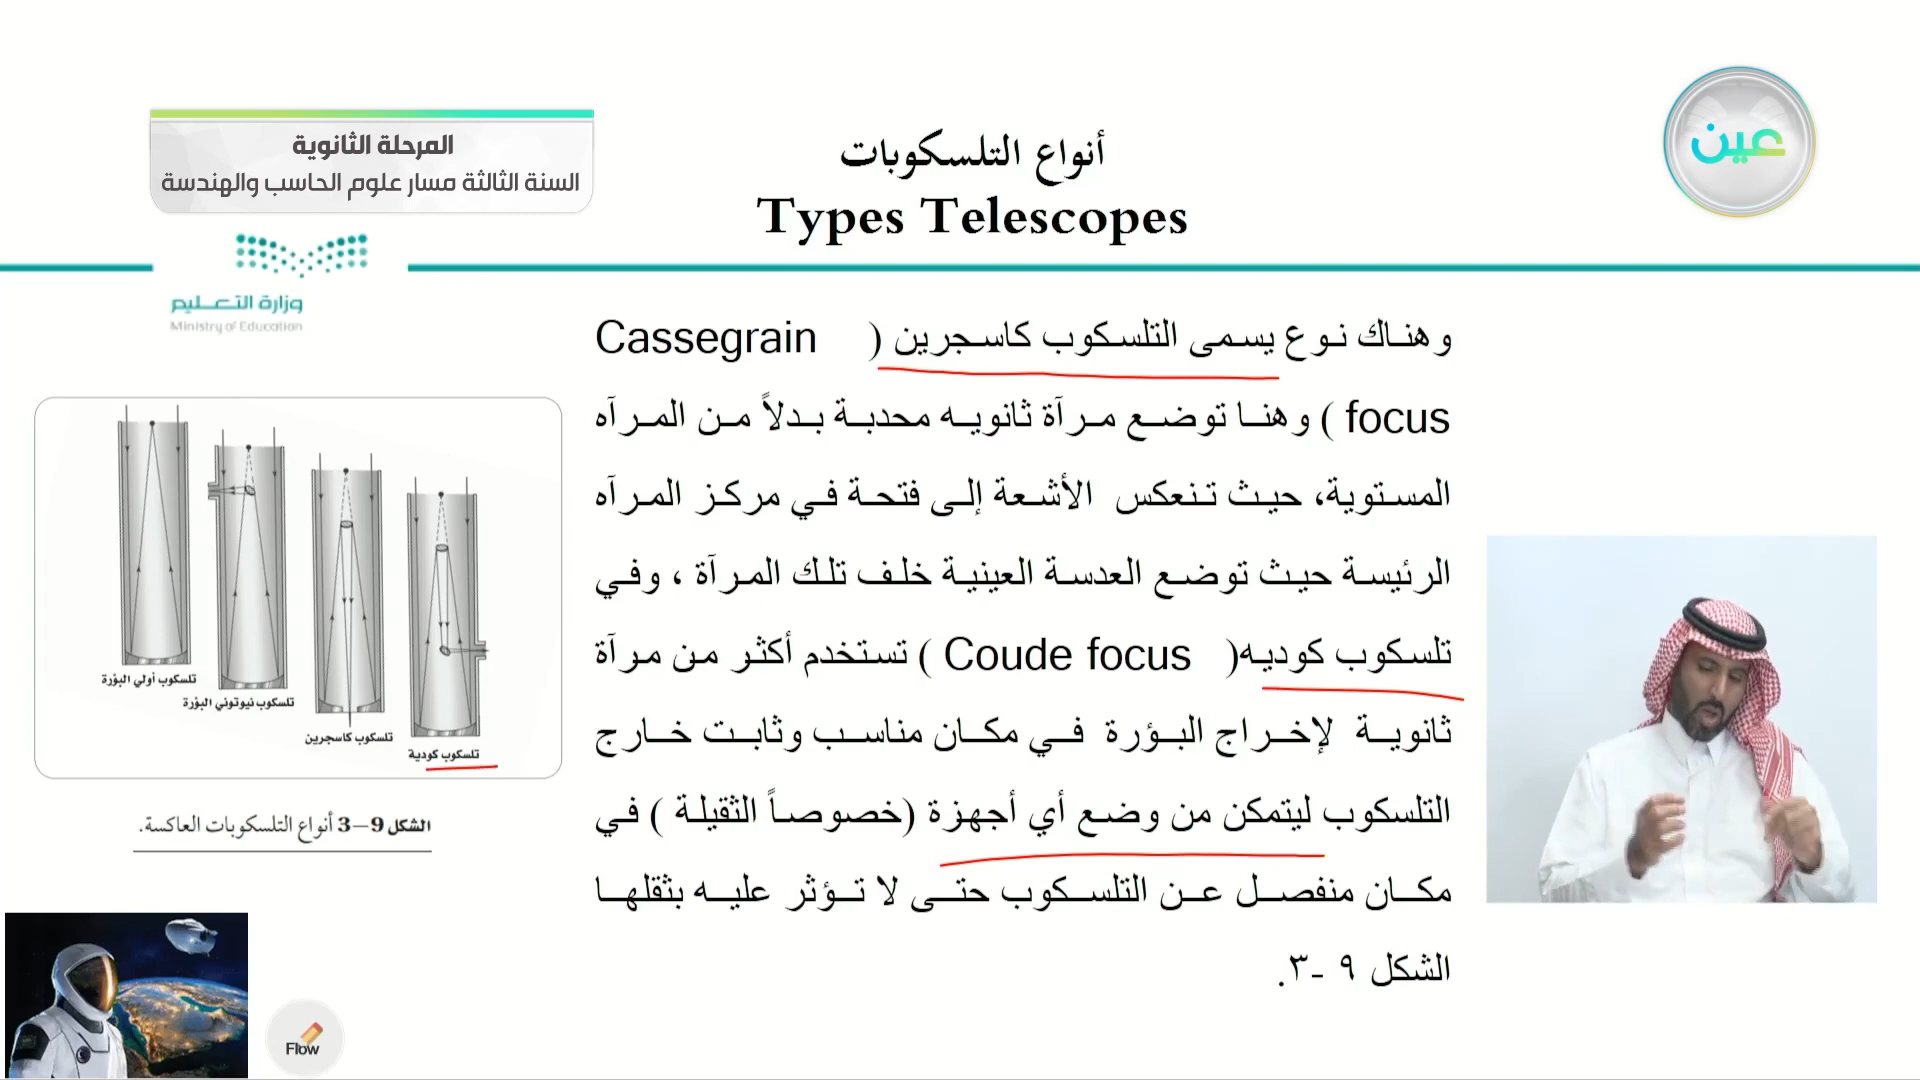 المرحلة الثانوية
السنة الثالثة مسار علوم الحاسب والهندسة
أنواع التلسكوبات
Types Telescopes
عين
وزارة التعليم
Ministry of Education
وهناك نوع يسمى التلسكوب كاسجرين ( Cassegrain
focus ) وهنا توضع مرآة ثانويه محدبة بدلاً من المرآه
المستوية، حيث تنعكس الأشعة إلى فتحة في مركز المرآه
الرئيسة حيث توضع العدسة العينية خلف تلك المرآة ، وفي
تلسكوب كوديه( Coude focus ) تستخدم أكثر من مرآة
ثانوية لإخراج البؤرة في مكان مناسب وثابت خارج
التلسكوب ليتمكن من وضع أي أجهزة (خصوصاً الثقيلة ) في
مكان منفصل عن التلسكوب حتى لا تؤثر عليه بثقلها
الشكل ٩ -٣.
تلسكوب أولي البؤرة
تلسكوب نيوتوني البؤرة
تلسكوب كاسجرين
تلسكوب كودية
الشكل 9–3 أنواع التلسكوبات العاكسة.
Flow